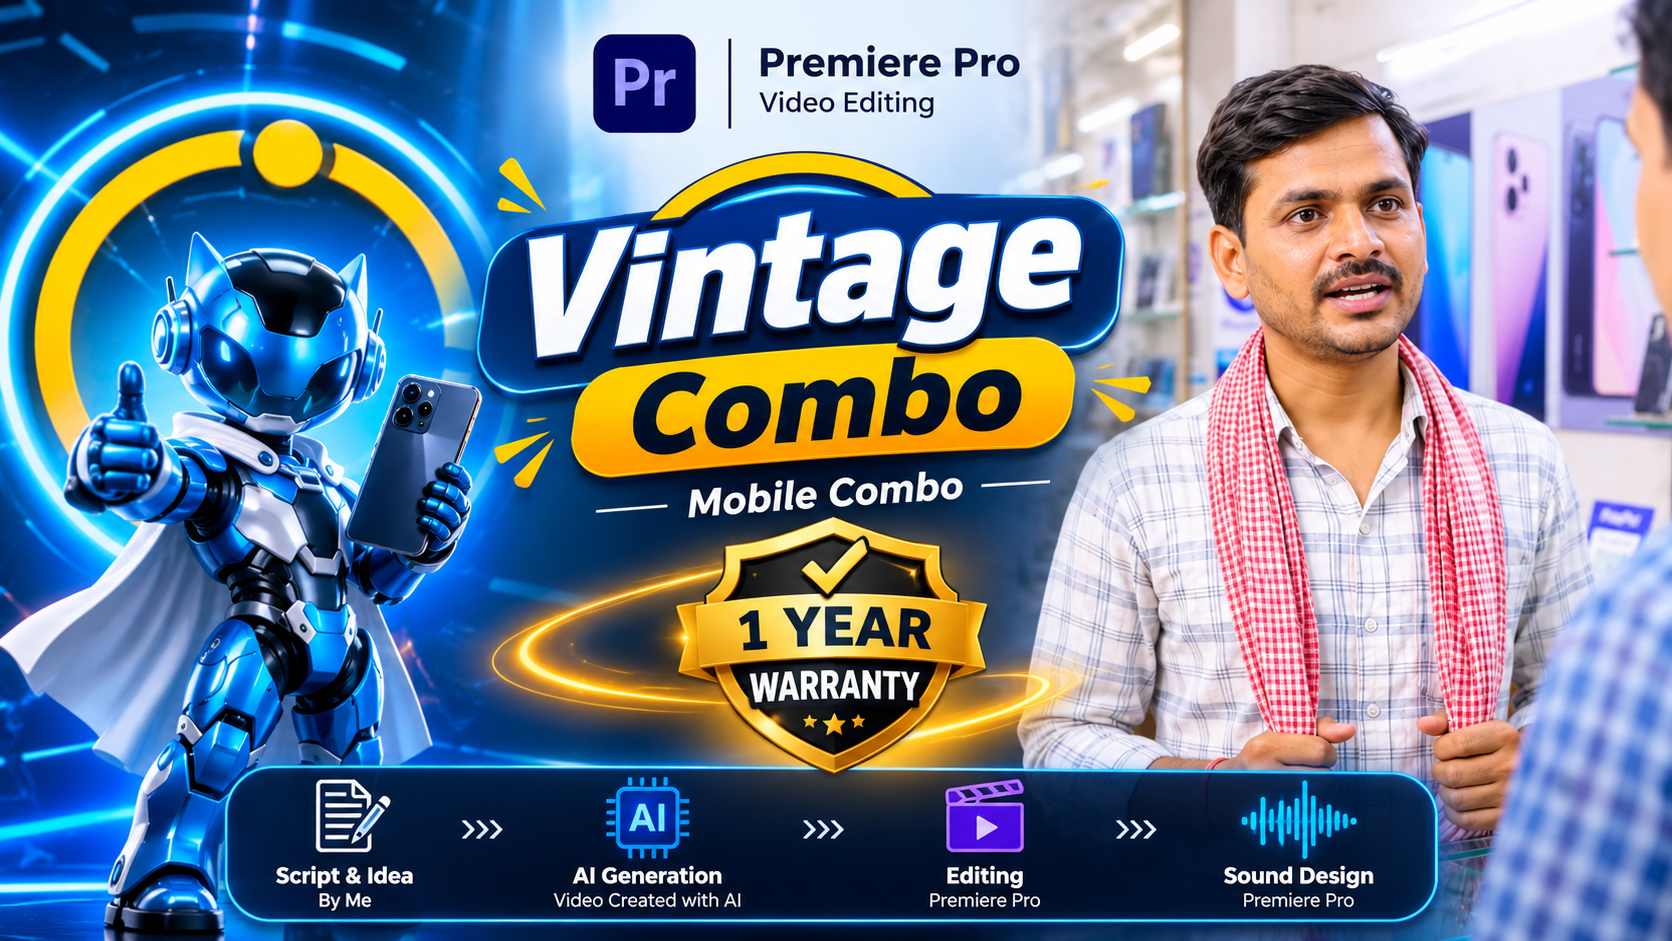 Pr
Premiere Pro
Video Editing
Vintage
Combo
Mobile Combo
1 YEAR
WARRANTY
PayPal
AI
Script & Idea
By Me
AI Generation
Video Created with AI
Editing
Premiere Pro
Sound Design
Premiere Pro